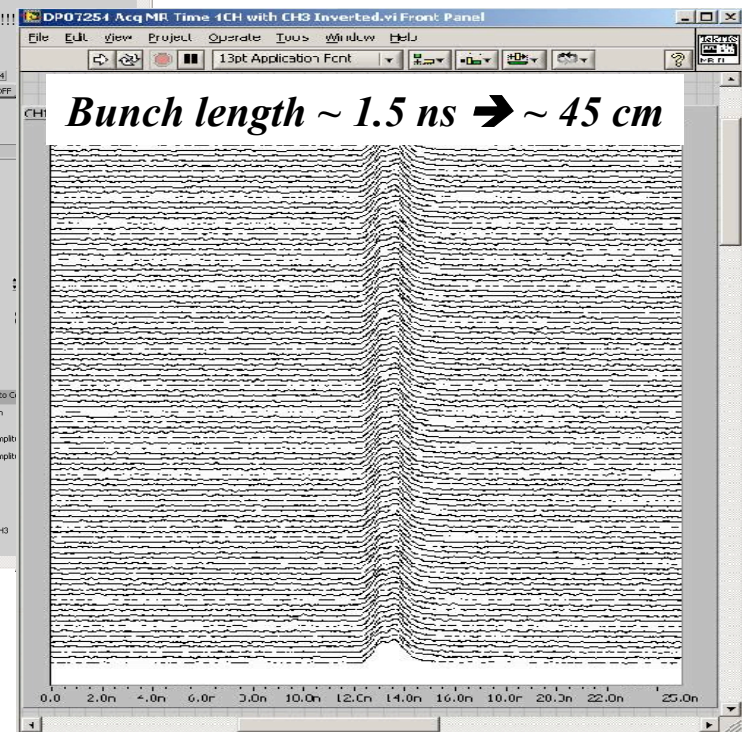 !!!
DPO7254 Acq MR Time 4CH with CH3 Inverted.vi Front Panel
File Edit View Project Operate Tools Window Help
13pt Application Font
Bunch length ~ 1.5 ns ➔ ~ 45 cm
0.0 2.0n 4.0n 6.0n 8.0n 10.0n 12.0n 14.0n 16.0n 18.0n 20.0n 22.0n 25.0n